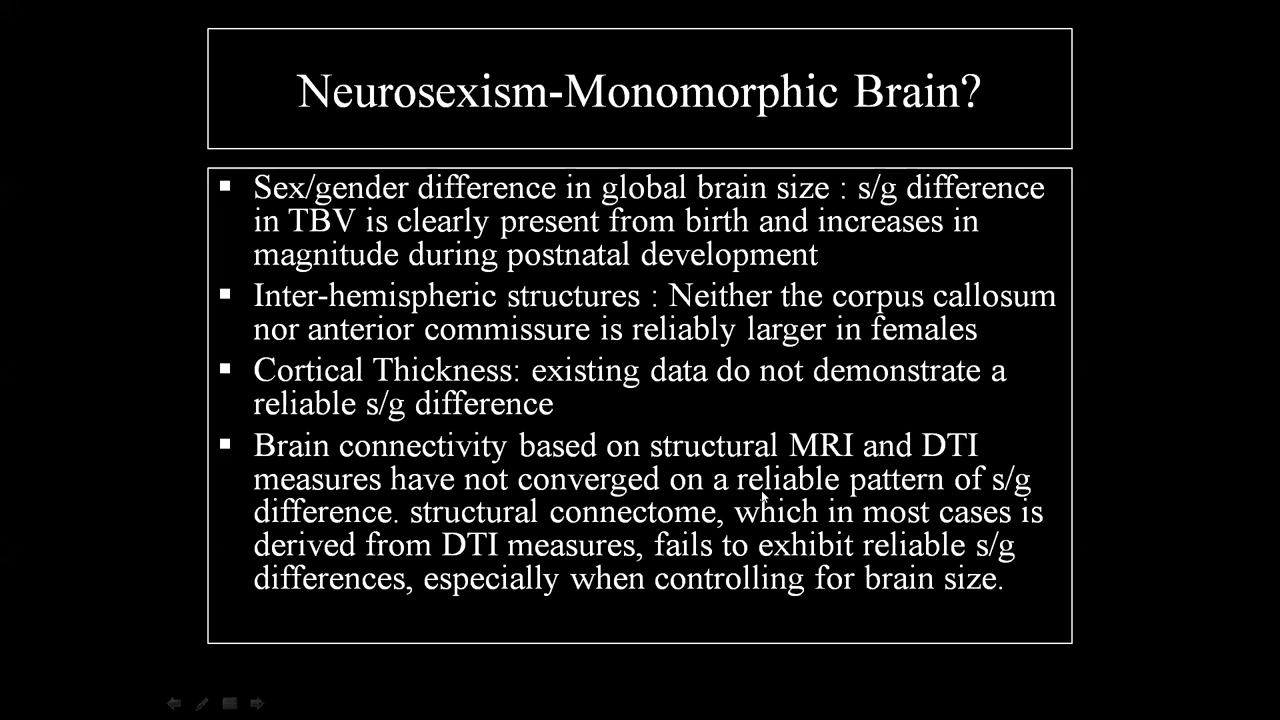 Neurosexism-Monomorphic Brain?
▪ Sex/gender difference in global brain size : s/g difference
in TBV is clearly present from birth and increases in
magnitude during postnatal development
▪ Inter-hemispheric structures : Neither the corpus callosum
nor anterior commissure is reliably larger in females
▪ Cortical Thickness: existing data do not demonstrate a
reliable s/g difference
▪ Brain connectivity based on structural MRI and DTI
measures have not converged on a reliable pattern of s/g
difference. structural connectome, which in most cases is
derived from DTI measures, fails to exhibit reliable s/g
differences, especially when controlling for brain size.